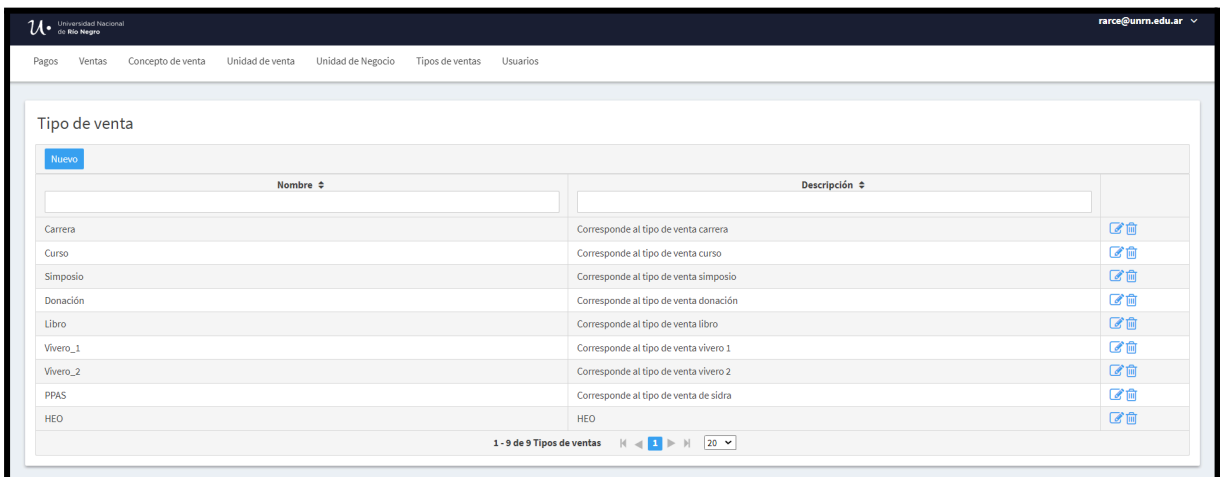 Universidad Nacional
de Río Negro
rarce@unrn.edu.ar
Pagos Ventas Concepto de venta Unidad de venta Unidad de Negocio Tipos de ventas Usuarios
Tipo de venta
Nuevo
Nombre Descripción
Carrera Corresponde al tipo de venta carrera
Curso Corresponde al tipo de venta curso
Simposio Corresponde al tipo de venta simposio
Donación Corresponde al tipo de venta donación
Libro Corresponde al tipo de venta libro
Vivero_1 Corresponde al tipo de venta vivero 1
Vivero_2 Corresponde al tipo de venta vivero 2
PPAS Corresponde al tipo de venta de sidra
HEO HEO
1 - 9 de 9 Tipos de ventas 1 20